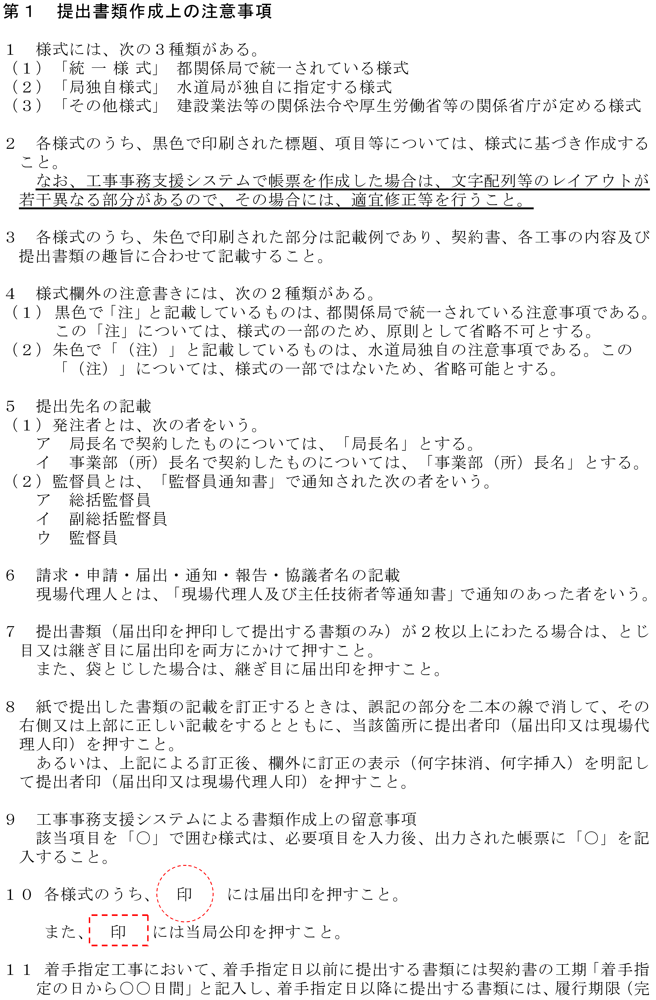 第１　提出書類作成上の注意事項
１　様式には、次の３種類がある。
（１）「統 一 様 式」　都関係局で統一されている様式
（２）「局独自様式」　水道局が独自に指定する様式
（３）「その他様式」　建設業法等の関係法令や厚生労働省等の関係省庁が定める様式
２　各様式のうち、黒色で印刷された標題、項目等については、様式に基づき作成する
こと。
なお、工事事務支援システムで帳票を作成した場合は、文字配列等のレイアウトが
若干異なる部分があるので、その場合には、適宜修正等を行うこと。
３　各様式のうち、朱色で印刷された部分は記載例であり、契約書、各工事の内容及び
提出書類の趣旨に合わせて記載すること。
４　様式欄外の注意書きには、次の２種類がある。
（１）黒色で「注」と記載しているものは、都関係局で統一されている注意事項である。
この「注」については、様式の一部のため、原則として省略不可とする。
（２）朱色で「（注）」と記載しているものは、水道局独自の注意事項である。この
「（注）」については、様式の一部ではないため、省略可能とする。
５　提出先名の記載
（１）発注者とは、次の者をいう。
ア　局長名で契約したものについては、「局長名」とする。
イ　事業部（所）長名で契約したものについては、「事業部（所）長名」とする。
（２）監督員とは、「監督員通知書」で通知された次の者をいう。
ア　総括監督員
イ　副総括監督員
ウ　監督員
６　請求・申請・届出・通知・報告・協議者名の記載
現場代理人とは、「現場代理人及び主任技術者等通知書」で通知のあった者をいう。
７　提出書類（届出印を押印して提出する書類のみ）が２枚以上にわたる場合は、とじ
目又は継ぎ目に届出印を両方にかけて押すこと。
また、袋とじした場合は、継ぎ目に届出印を押すこと。
８　紙で提出した書類の記載を訂正するときは、誤記の部分を二本の線で消して、その
右側又は上部に正しい記載をするとともに、当該箇所に提出者印（届出印又は現場代
理人印）を押すこと。
あるいは、上記による訂正後、欄外に訂正の表示（何字抹消、何字挿入）を明記し
て提出者印（届出印又は現場代理人印）を押すこと。
９　工事事務支援システムによる書類作成上の留意事項
該当項目を「○」で囲む様式は、必要項目を入力後、出力された帳票に「○」を記
入すること。
１０　各様式のうち、　印　には届出印を押すこと。
また、　印　には当局公印を押すこと。
１１　着手指定工事において、着手指定日以前に提出する書類には契約書の工期「着手指
定の日から○○日間」と記入し、着手指定日以降に提出する書類には、履行期限（完